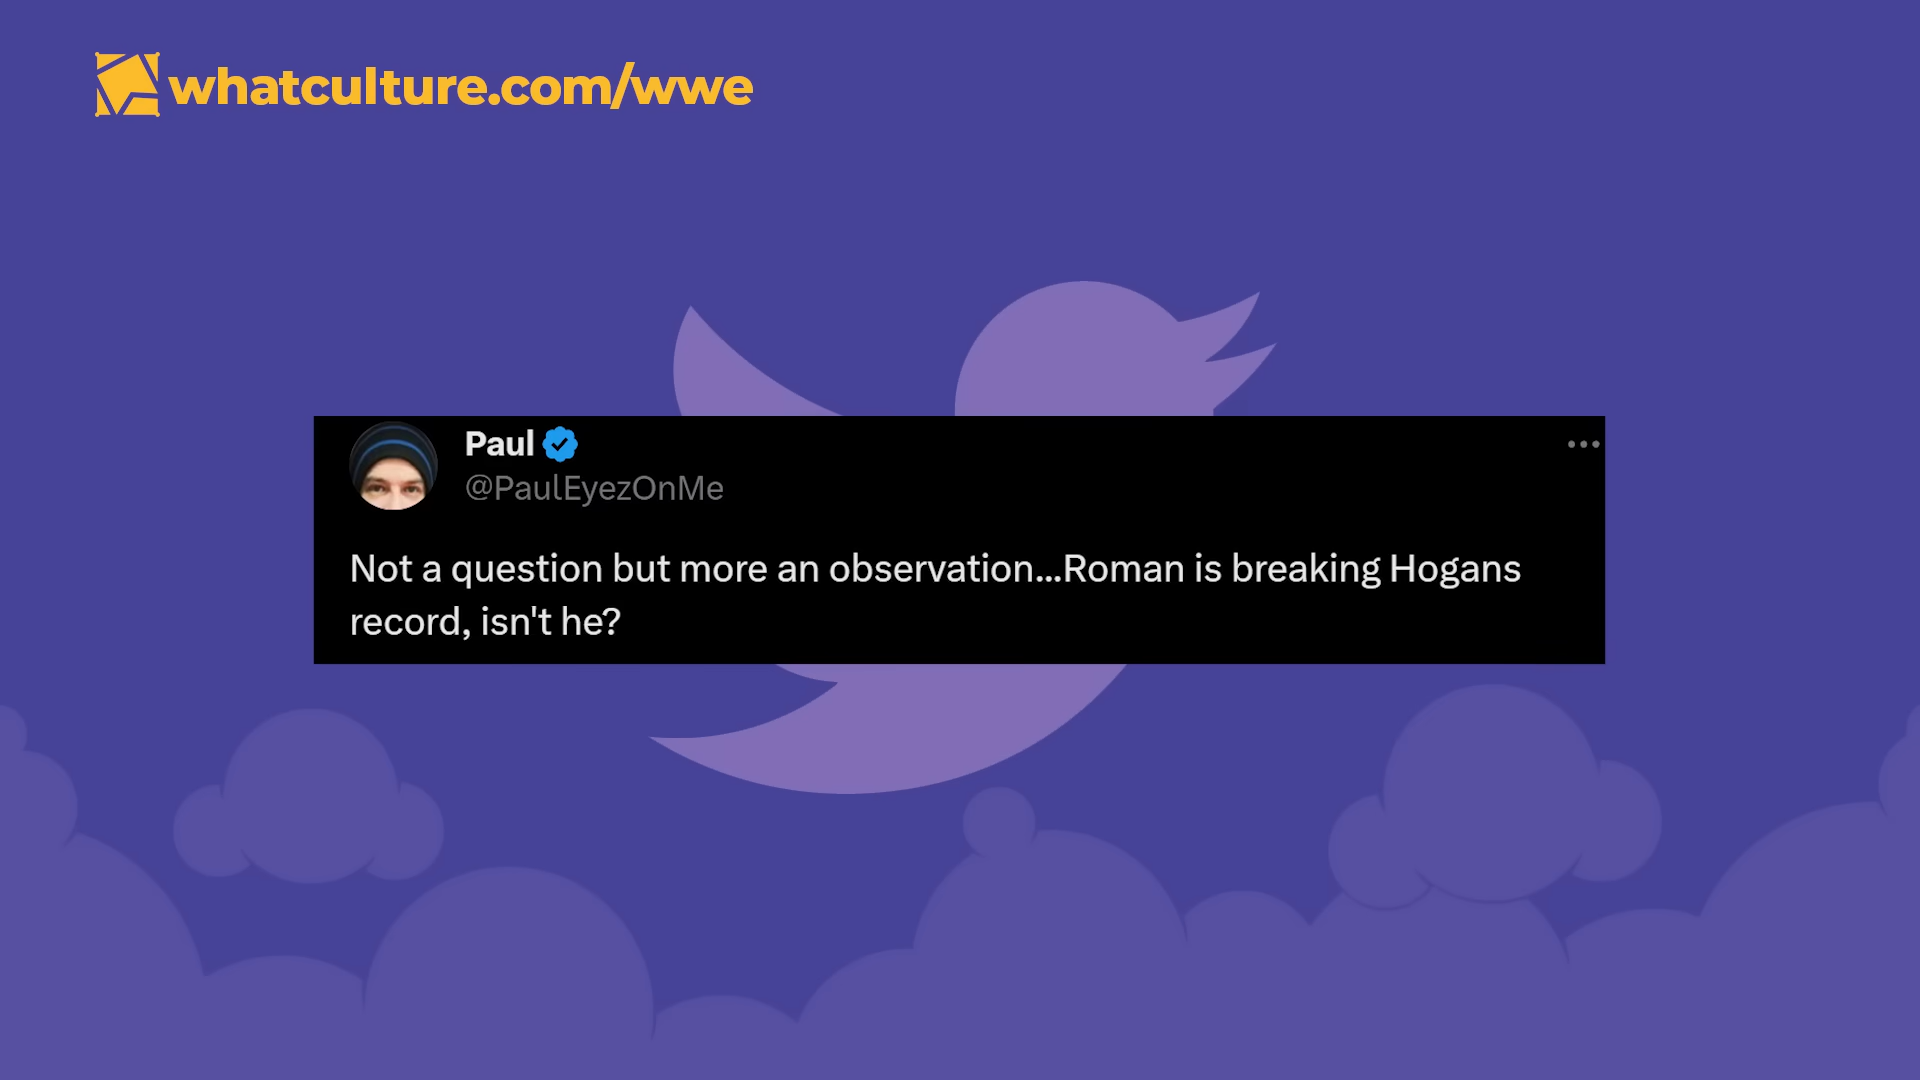 whatculture.com/wwe
Paul
@PaulEyezOnMe
Not a question but more an observation...Roman is breaking Hogans
record, isn't he?